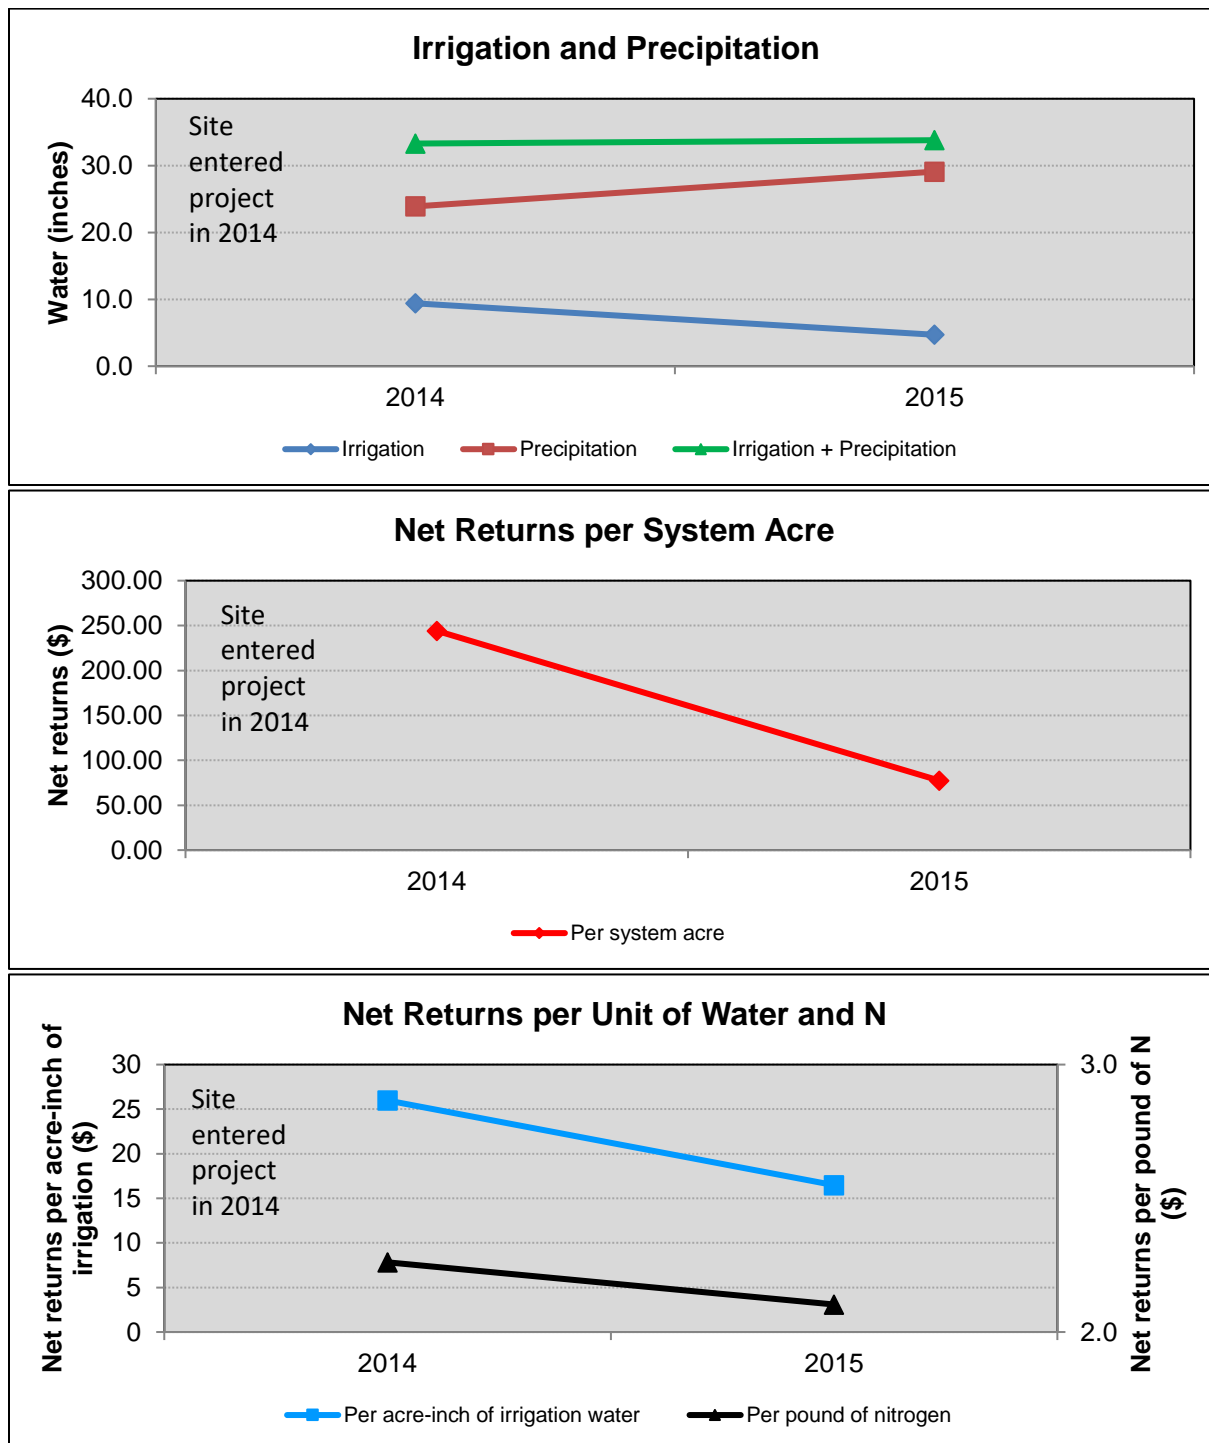 Irrigation and Precipitation
Water (inches)
40.0
30.0
20.0
10.0
0.0
Site
entered
project
in 2014
2014
2015
Irrigation
Precipitation
Irrigation + Precipitation
Net Returns per System Acre
Net returns ($)
300.00
250.00
200.00
150.00
100.00
50.00
0.00
Site
entered
project
in 2014
2014
2015
Per system acre
Net Returns per Unit of Water and N
Net returns per acre-inch of
irrigation ($)
30
25
20
15
10
5
0
Site
entered
project
in 2014
2014
2015
3.0
2.0
Net returns per pound of N
($)
Per acre-inch of irrigation water
Per pound of nitrogen